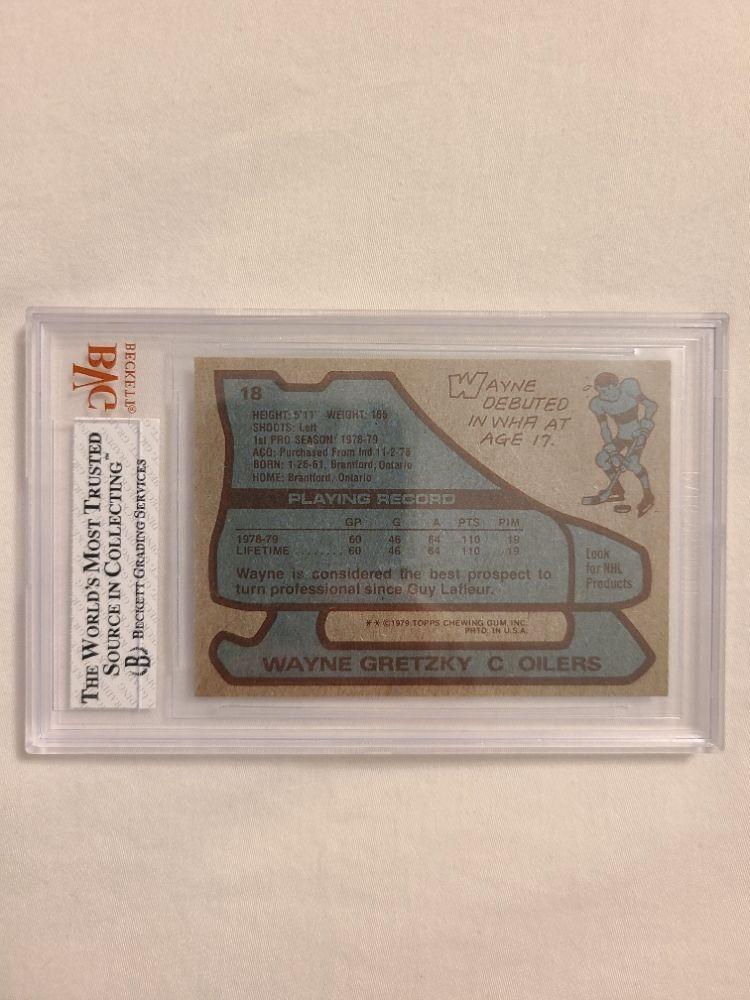 BECKETT®
BVG
THE WORLD'S MOST TRUSTED
SOURCE IN COLLECTING™
B BECKETT GRADING SERVICES
18
HEIGHT: 5'11" WEIGHT: 165
SHOOTS: Left
1st PRO SEASON: 1978-79
ACQ: Purchased From Ind 11-2-78
BORN: 1-26-61, Brantford, Ontario
HOME: Brantford, Ontario
WAYNE
DEBUTED
IN WHA AT
AGE 17.
PLAYING RECORD
GP G A PTS PIM
1978-79 60 46 64 110 19
LIFETIME ........ 60 46 64 110 19
Wayne is considered the best prospect to
turn professional since Guy Lafleur.
Look
for NHL
Products
** ©1979 TOPPS CHEWING GUM, INC.
PRTD. IN U.S.A.
WAYNE GRETZKY C OILERS